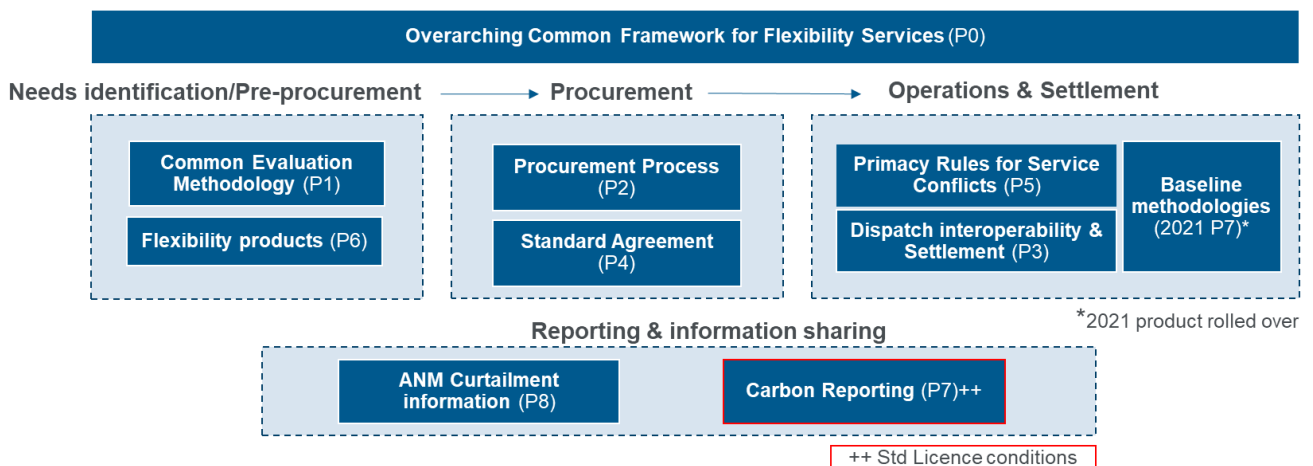 Overarching Common Framework for Flexibility Services (P0)
Needs identification/Pre-procurement
Procurement
Operations & Settlement
Common Evaluation
Methodology (P1)
Flexibility products (P6)
Procurement Process
(P2)
Standard Agreement
(P4)
Primacy Rules for Service
Conflicts (P5)
Dispatch interoperability &
Settlement (P3)
Baseline
methodologies
(2021 P7)*
*2021 product rolled over
Reporting & information sharing
ANM Curtailment
information (P8)
Carbon Reporting (P7)++
++ Std Licence conditions